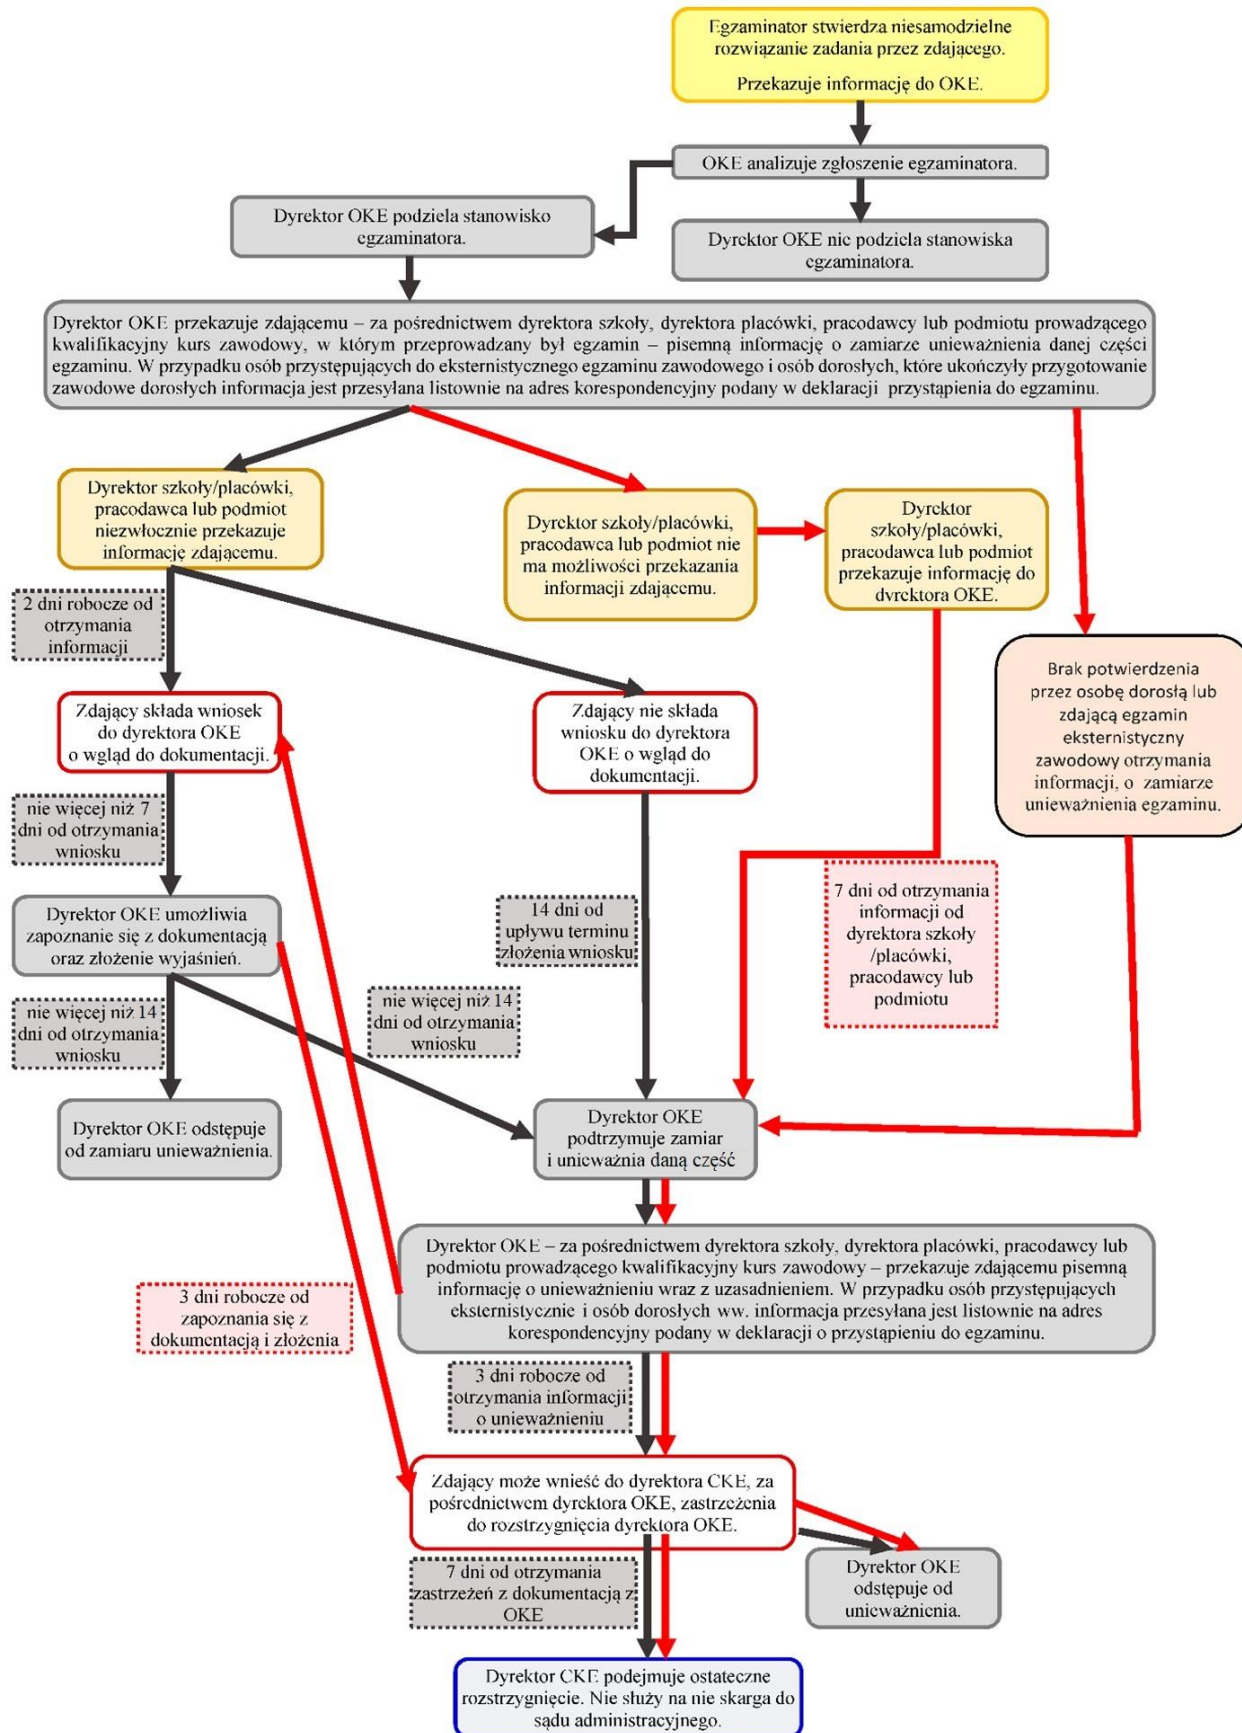 Egzaminator stwierdza niesamodzielne
rozwiązanie zadania przez zdającego.
Przekazuje informację do OKE.
OKE analizuje zgłoszenie egzaminatora.
Dyrektor OKE podziela stanowisko
egzaminatora.
Dyrektor OKE nie podziela stanowiska
egzaminatora.
Dyrektor OKE przekazuje zdającemu – za pośrednictwem dyrektora szkoły, dyrektora placówki, pracodawcy lub podmiotu prowadzącego
kwalifikacyjny kurs zawodowy, w którym przeprowadzany był egzamin – pisemną informację o zamiarze unieważnienia danej części
egzaminu. W przypadku osób przystępujących do eksternistycznego egzaminu zawodowego i osób dorosłych, które ukończyły przygotowanie
zawodowe dorosłych informacja jest przesyłana listownie na adres korespondencyjny podany w deklaracji przystąpienia do egzaminu.
Dyrektor szkoły/placówki,
pracodawca lub podmiot
niezwłocznie przekazuje
informację zdającemu.
Dyrektor szkoły/placówki,
pracodawca lub podmiot nie
ma możliwości przekazania
informacji zdającemu.
Dyrektor
szkoły/placówki,
pracodawca lub podmiot
przekazuje informację do
dyrektora OKE.
2 dni robocze od
otrzymania
informacji
Brak potwierdzenia
przez osobę dorosłą lub
zdającą egzamin
eksternistyczny
zawodowy otrzymania
informacji, o zamiarze
unieważnienia egzaminu.
Zdający składa wniosek
do dyrektora OKE
o wgląd do dokumentacji.
Zdający nie składa
wniosku do dyrektora
OKE o wgląd do
dokumentacji.
nie więcej niż 7
dni od otrzymania
wniosku
Dyrektor OKE umożliwia
zapoznanie się z dokumentacją
oraz złożenie wyjaśnień.
14 dni od
upływu terminu
złożenia wniosku
7 dni od otrzymania
informacji od
dyrektora szkoły
/placówki,
pracodawcy lub
podmiotu
nie więcej niż 14
dni od otrzymania
wniosku
nie więcej niż 14
dni od otrzymania
wniosku
Dyrektor OKE odstępuje
od zamiaru unieważnienia.
Dyrektor OKE
podtrzymuje zamiar
i unieważnia daną część
Dyrektor OKE – za pośrednictwem dyrektora szkoły, dyrektora placówki, pracodawcy lub
podmiotu prowadzącego kwalifikacyjny kurs zawodowy – przekazuje zdającemu pisemną
informację o unieważnieniu wraz z uzasadnieniem. W przypadku osób przystępujących
eksternistycznie i osób dorosłych ww. informacja przesyłana jest listownie na adres
korespondencyjny podany w deklaracji o przystąpieniu do egzaminu.
3 dni robocze od
zapoznania się z
dokumentacją i złożenia
3 dni robocze od
otrzymania informacji
o unieważnieniu
Zdający może wnieść do dyrektora CKE, za
pośrednictwem dyrektora OKE, zastrzeżenia
do rozstrzygnięcia dyrektora OKE.
7 dni od otrzymania
zastrzeżeń z dokumentacją z
OKE
Dyrektor OKE
odstępuje od
unieważnienia.
Dyrektor CKE podejmuje ostateczne
rozstrzygnięcie. Nie służy na nie skarga do
sądu administracyjnego.